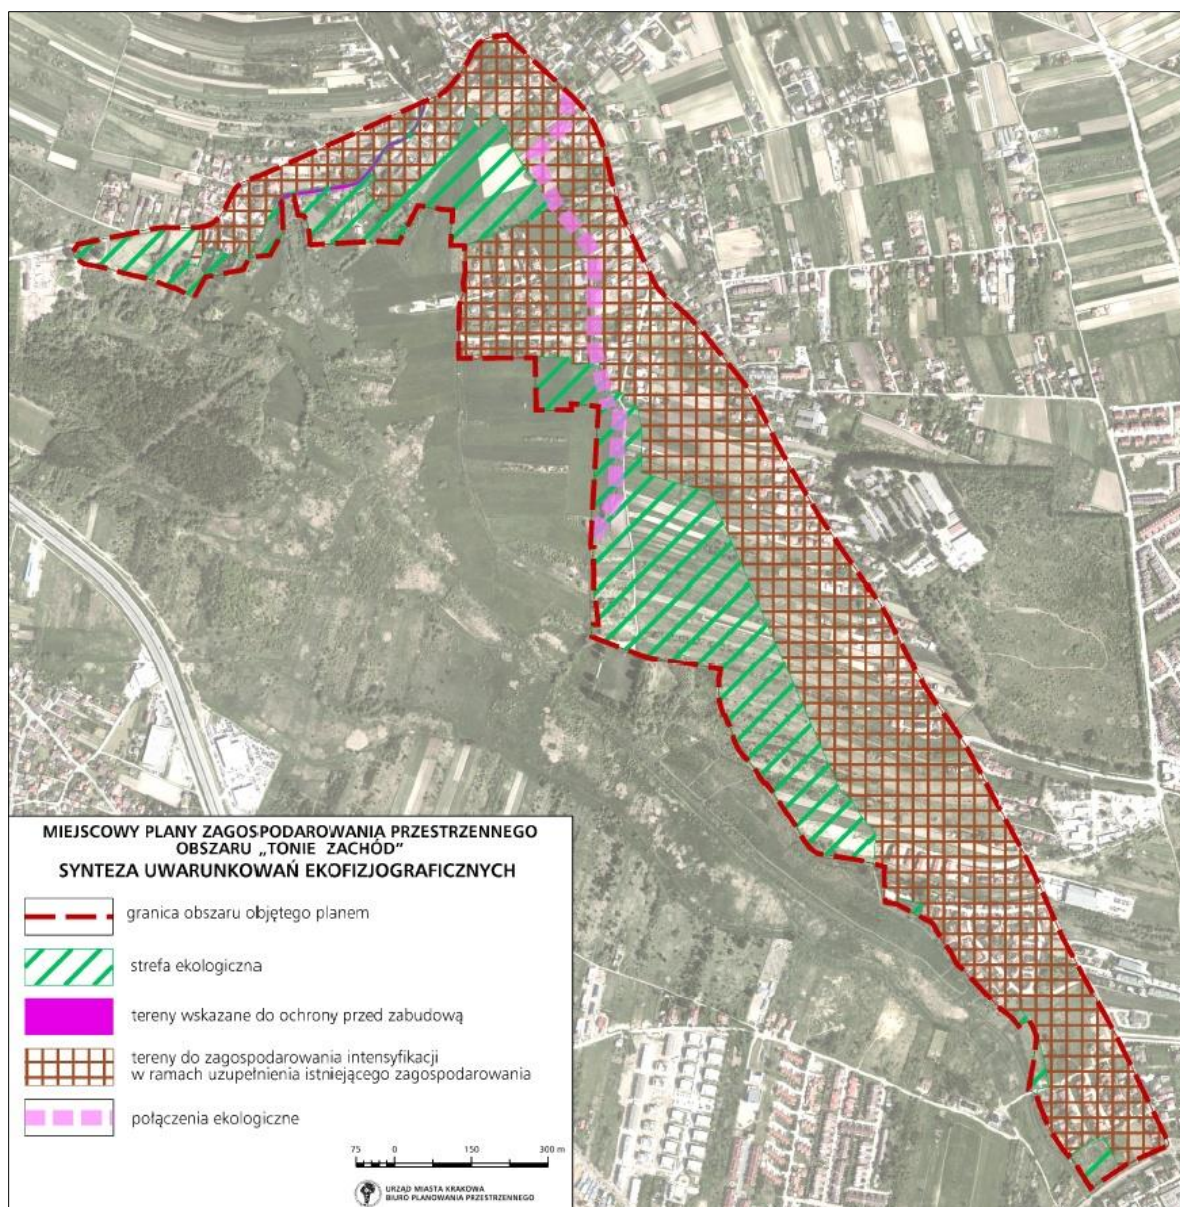 MIEJSCOWY PLANY ZAGOSPODAROWANIA PRZESTRZENNEGO
OBSZARU „TONIE ZACHÓD”
SYNTEZA UWARUNKOWAŃ EKOFIZJOGRAFICZNYCH
granica obszaru objętego planem
strefa ekologiczna
tereny wskazane do ochrony przed zabudową
tereny do zagospodarowania intensyfikacji
w ramach uzupełnienia istniejącego zagospodarowania
połączenia ekologiczne
75 0 150 300 m
URZĄD MIASTA KRAKOWA
BIURO PLANOWANIA PRZESTRZENNEGO